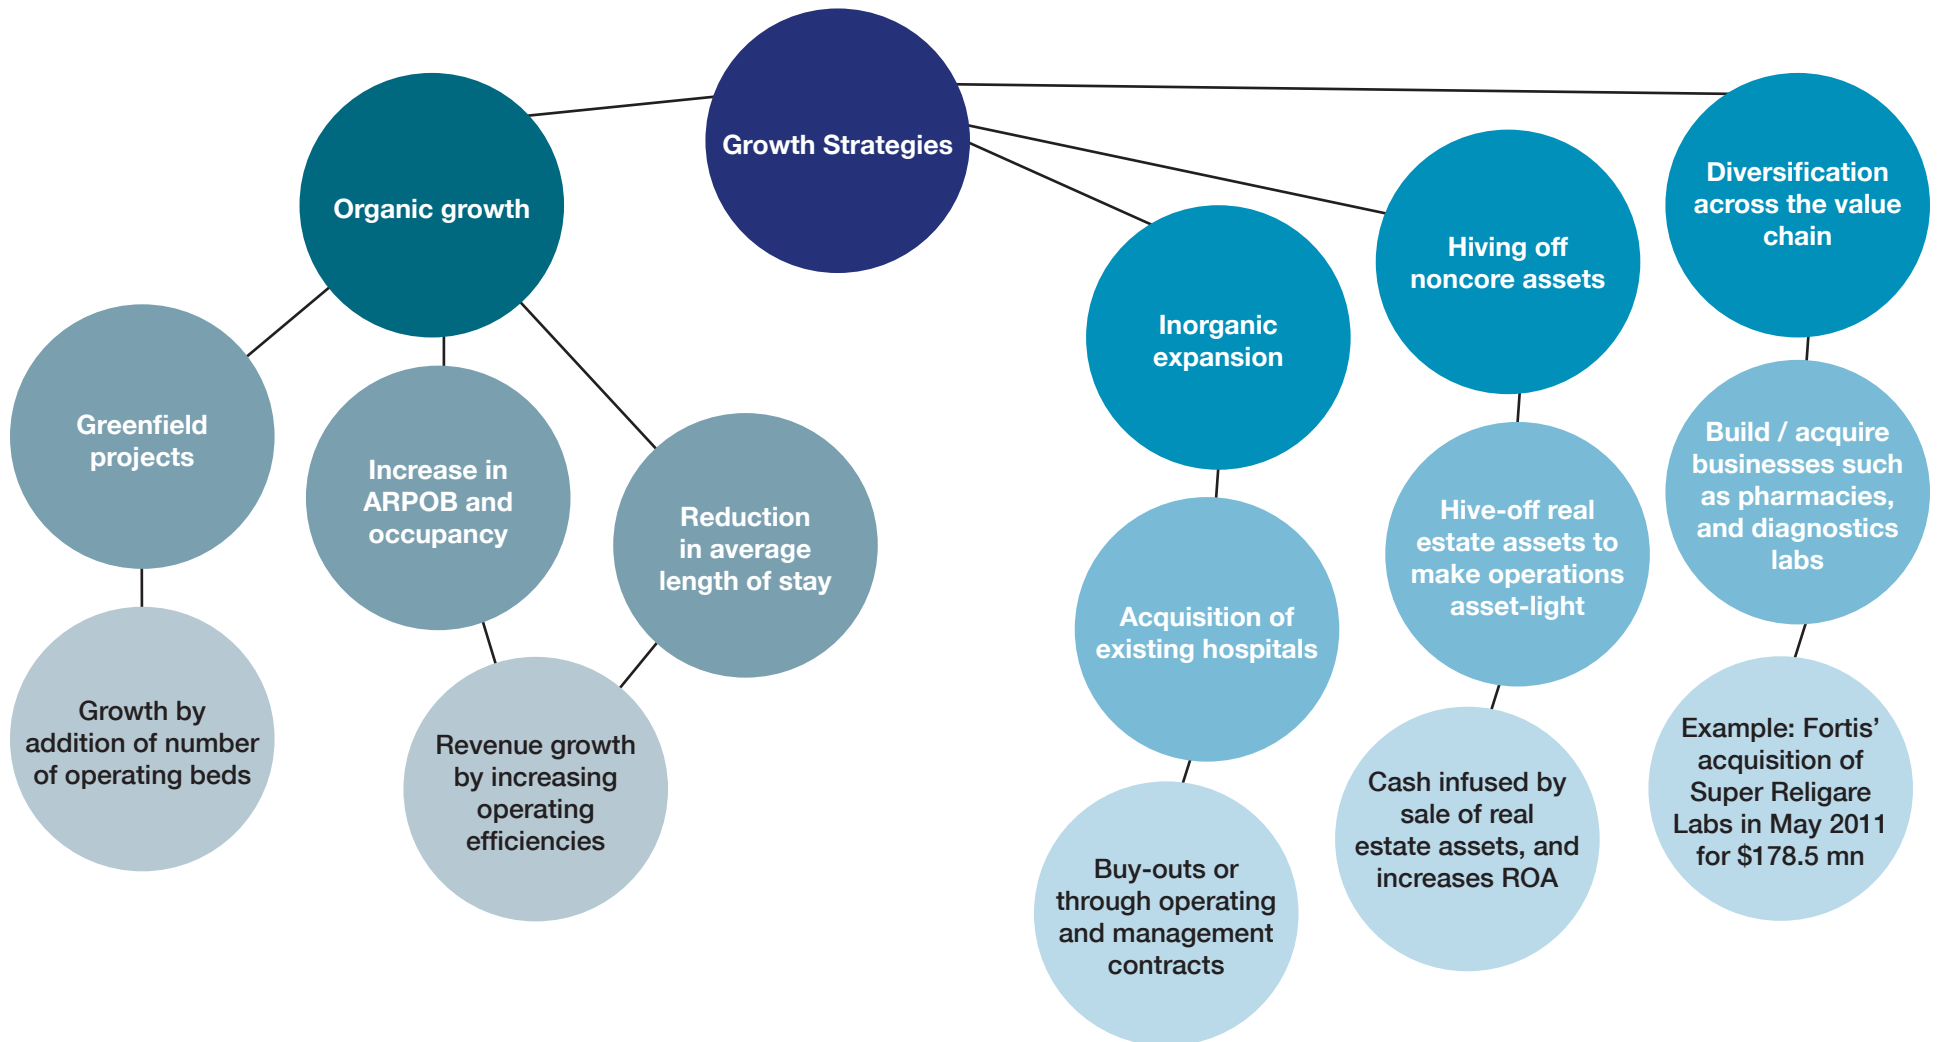 Growth Strategies
Organic growth
Greenfield
projects
Growth by
addition of number
of operating beds
Increase in
ARPOB and
occupancy
Reduction
in average
length of stay
Revenue growth
by increasing
operating
efficiencies
Inorganic
expansion
Acquisition of
existing hospitals
Buy-outs or
through operating
and management
contracts
Hiving off
noncore assets
Hive-off real
estate assets to
make operations
asset-light
Cash infused by
sale of real
estate assets, and
increases ROA
Diversification
across the value
chain
Build / acquire
businesses such
as pharmacies,
and diagnostics
labs
Example: Fortis’
acquisition of
Super Religare
Labs in May 2011
for $178.5 mn